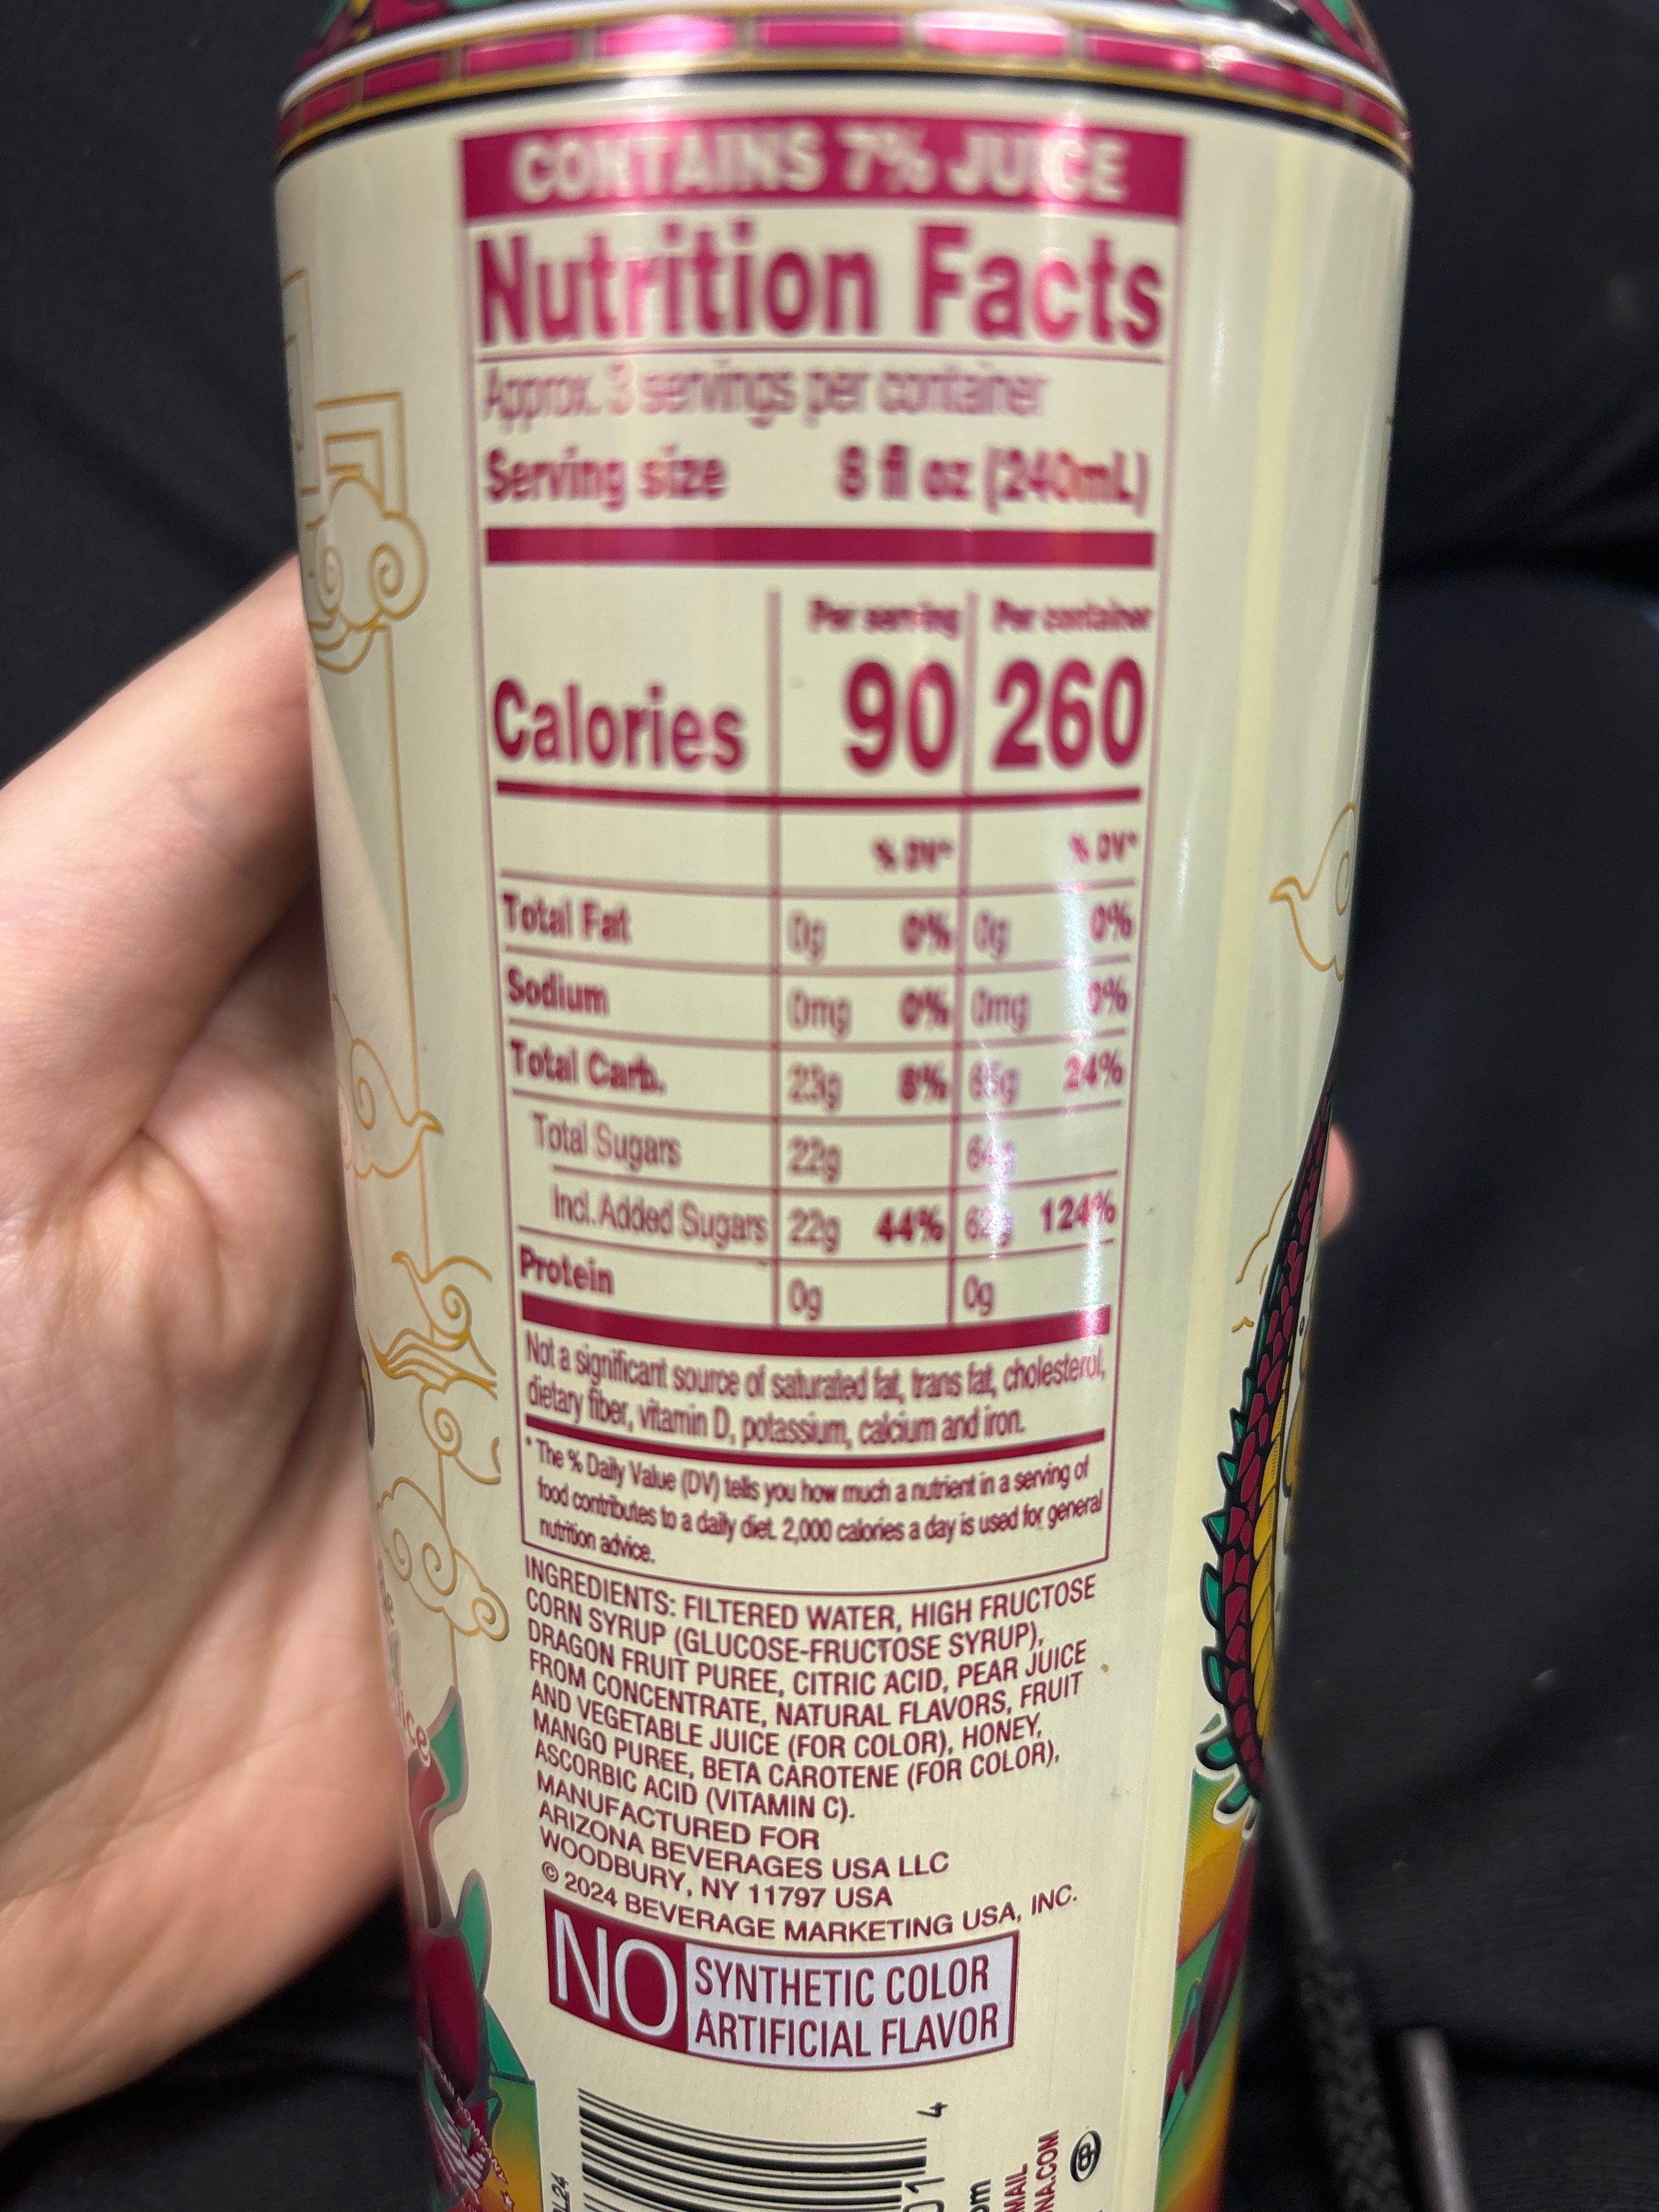 CONTAINS 7% JUICE
Nutrition Facts
Approx. 3 servings per container
Serving size 8 fl oz (240mL)
Per serving Per container
Calories 90 260
% DV* % DV*
Total Fat 0g 0% 0g 0%
Sodium 0mg 0% 0mg 0%
Total Carb. 23g 8% 65g 24%
Total Sugars 22g 64g
Incl. Added Sugars 22g 44% 62g 124%
Protein 0g 0g
Not a significant source of saturated fat, trans fat, cholesterol,
dietary fiber, vitamin D, potassium, calcium and iron.
* The % Daily Value (DV) tells you how much a nutrient in a serving of
food contributes to a daily diet. 2,000 calories a day is used for general
nutrition advice.
INGREDIENTS: FILTERED WATER, HIGH FRUCTOSE
CORN SYRUP (GLUCOSE-FRUCTOSE SYRUP),
DRAGON FRUIT PUREE, CITRIC ACID, PEAR JUICE
FROM CONCENTRATE, NATURAL FLAVORS, FRUIT
AND VEGETABLE JUICE (FOR COLOR), HONEY,
MANGO PUREE, BETA CAROTENE (FOR COLOR),
ASCORBIC ACID (VITAMIN C).
MANUFACTURED FOR
ARIZONA BEVERAGES USA LLC
WOODBURY, NY 11797 USA
© 2024 BEVERAGE MARKETING USA, INC.
NO SYNTHETIC COLOR
ARTIFICIAL FLAVOR
4